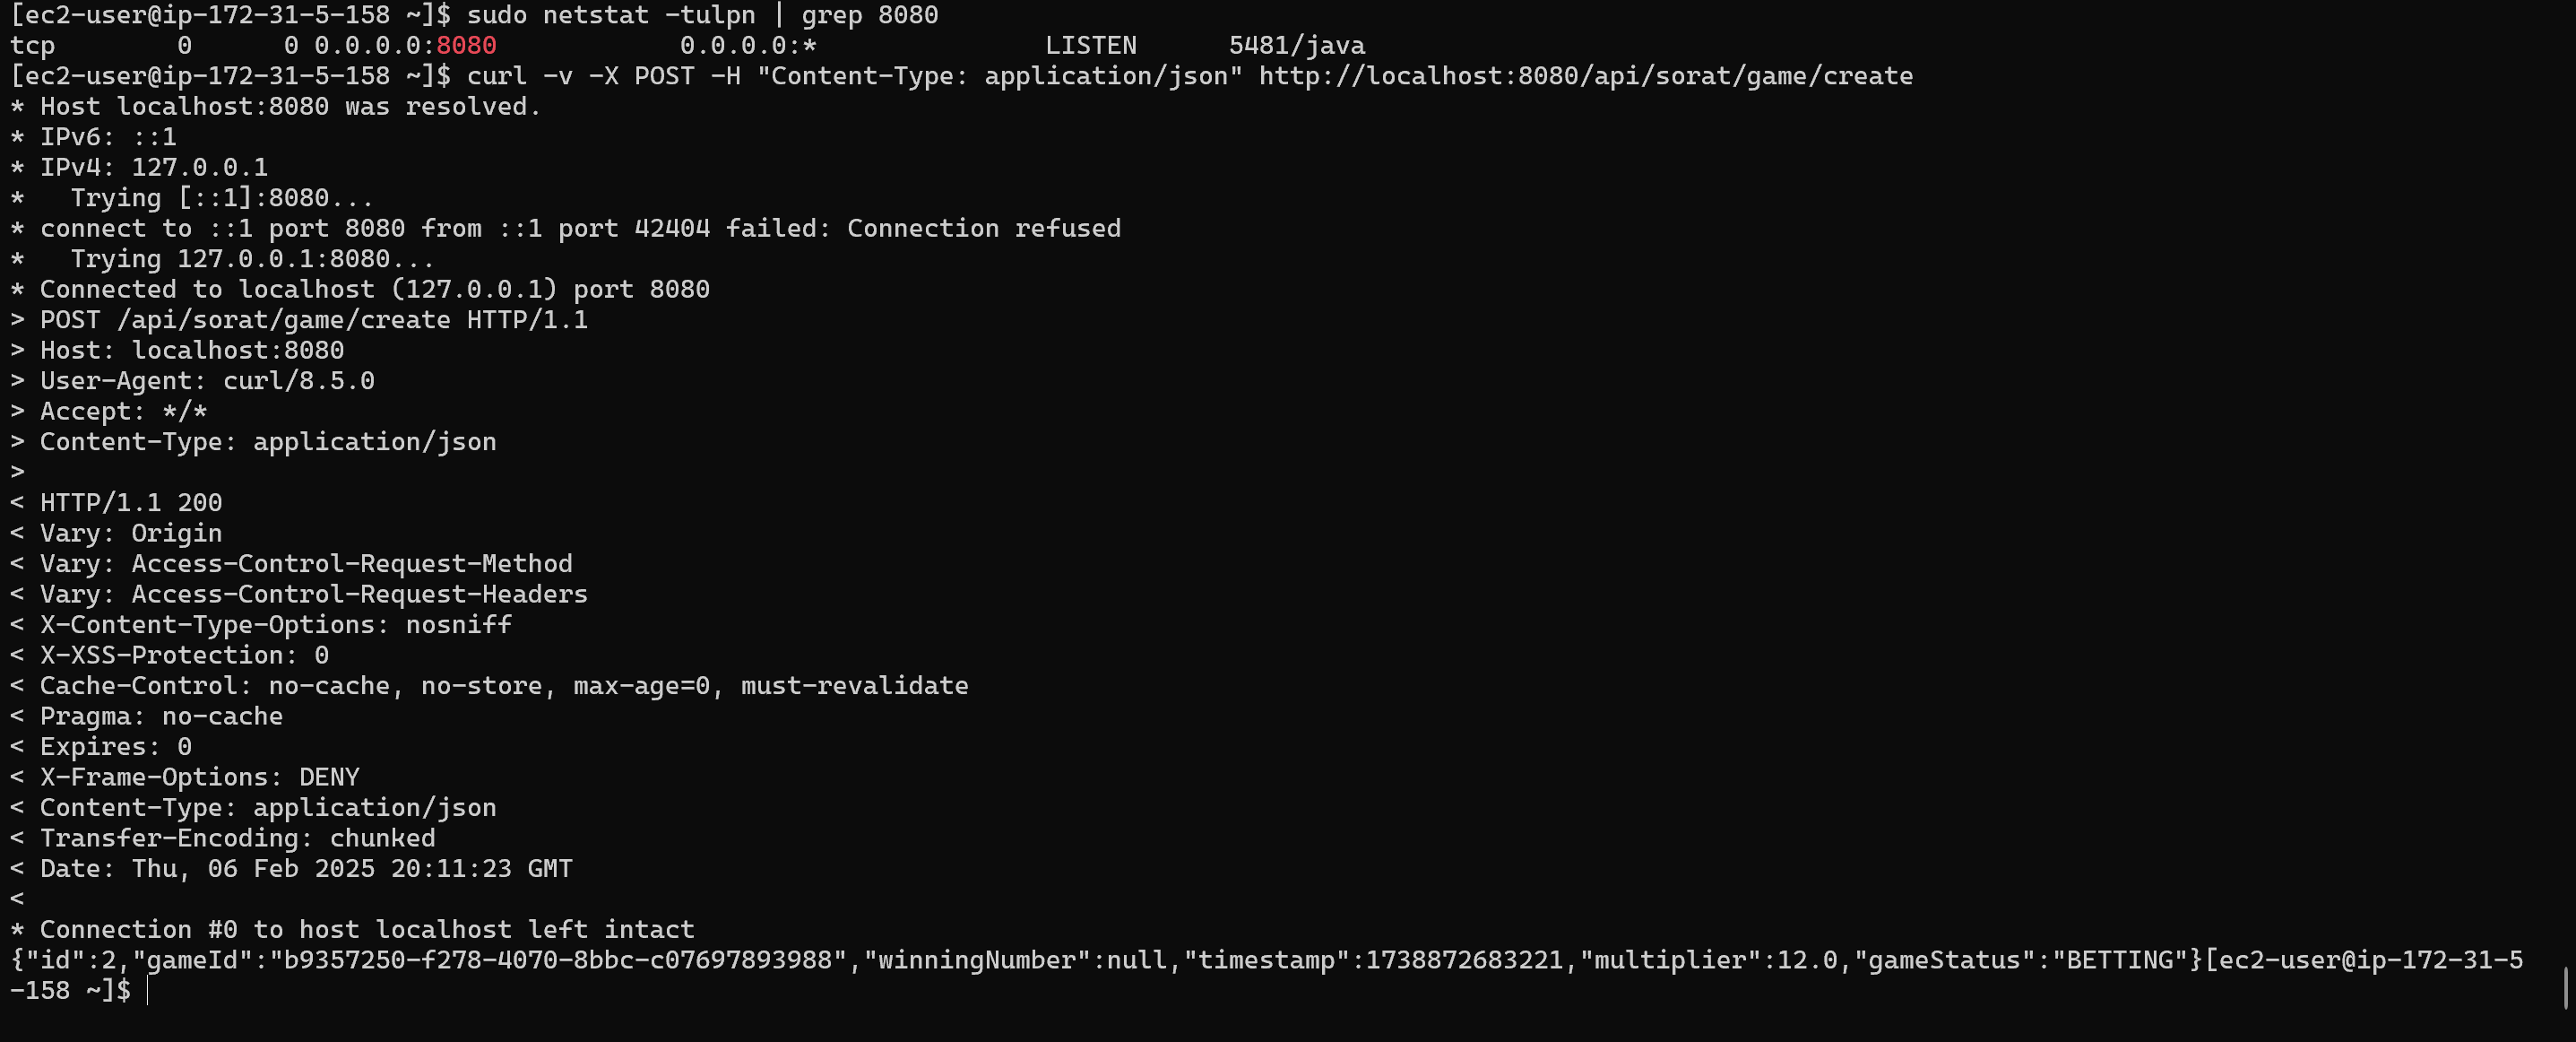 [ec2-user@ip-172-31-5-158 ~]$ sudo netstat -tulpn | grep 8080
tcp        0      0 0.0.0.0:8080            0.0.0.0:*               LISTEN      5481/java
[ec2-user@ip-172-31-5-158 ~]$ curl -v -X POST -H "Content-Type: application/json" http://localhost:8080/api/sorat/game/create
* Host localhost:8080 was resolved.
* IPv6: ::1
* IPv4: 127.0.0.1
*   Trying [::1]:8080...
* connect to ::1 port 8080 from ::1 port 42404 failed: Connection refused
*   Trying 127.0.0.1:8080...
* Connected to localhost (127.0.0.1) port 8080
> POST /api/sorat/game/create HTTP/1.1
> Host: localhost:8080
> User-Agent: curl/8.5.0
> Accept: */*
> Content-Type: application/json
>
< HTTP/1.1 200
< Vary: Origin
< Vary: Access-Control-Request-Method
< Vary: Access-Control-Request-Headers
< X-Content-Type-Options: nosniff
< X-XSS-Protection: 0
< Cache-Control: no-cache, no-store, max-age=0, must-revalidate
< Pragma: no-cache
< Expires: 0
< X-Frame-Options: DENY
< Content-Type: application/json
< Transfer-Encoding: chunked
< Date: Thu, 06 Feb 2025 20:11:23 GMT
<
* Connection #0 to host localhost left intact
{"id":2,"gameId":"b9357250-f278-4070-8bbc-c07697893988","winningNumber":null,"timestamp":1738872683221,"multiplier":12.0,"gameStatus":"BETTING"}[ec2-user@ip-172-31-5
-158 ~]$